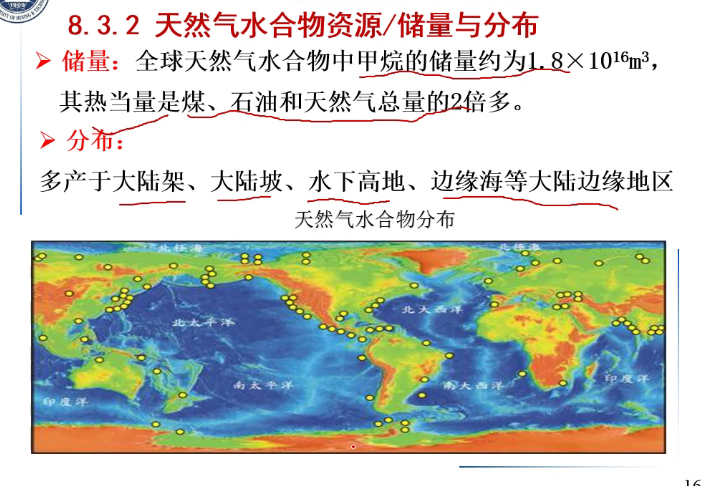 1909
8.3.2 天然气水合物资源/储量与分布
➢ 储量：全球天然气水合物中甲烷的储量约为1.8×10¹⁶m³，
其热当量是煤、石油和天然气总量的2倍多。
➢ 分布：
多产于大陆架、大陆坡、水下高地、边缘海等大陆边缘地区
天然气水合物分布
北極海 北極海
北太平洋 北大西洋
南太平洋 南大西洋 印度洋
印度洋
16